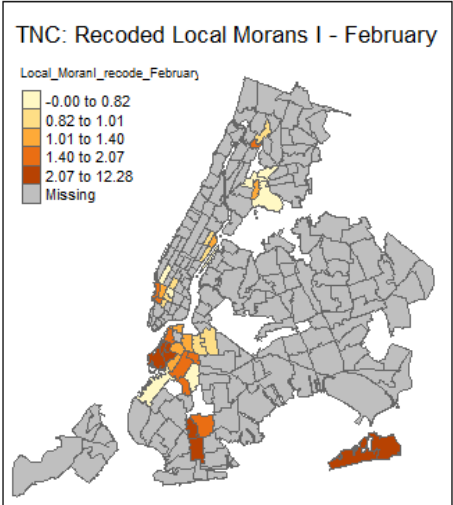 TNC: Recoded Local Morans I - February
Local_MoranI_recode_February
-0.00 to 0.82
0.82 to 1.01
1.01 to 1.40
1.40 to 2.07
2.07 to 12.28
Missing